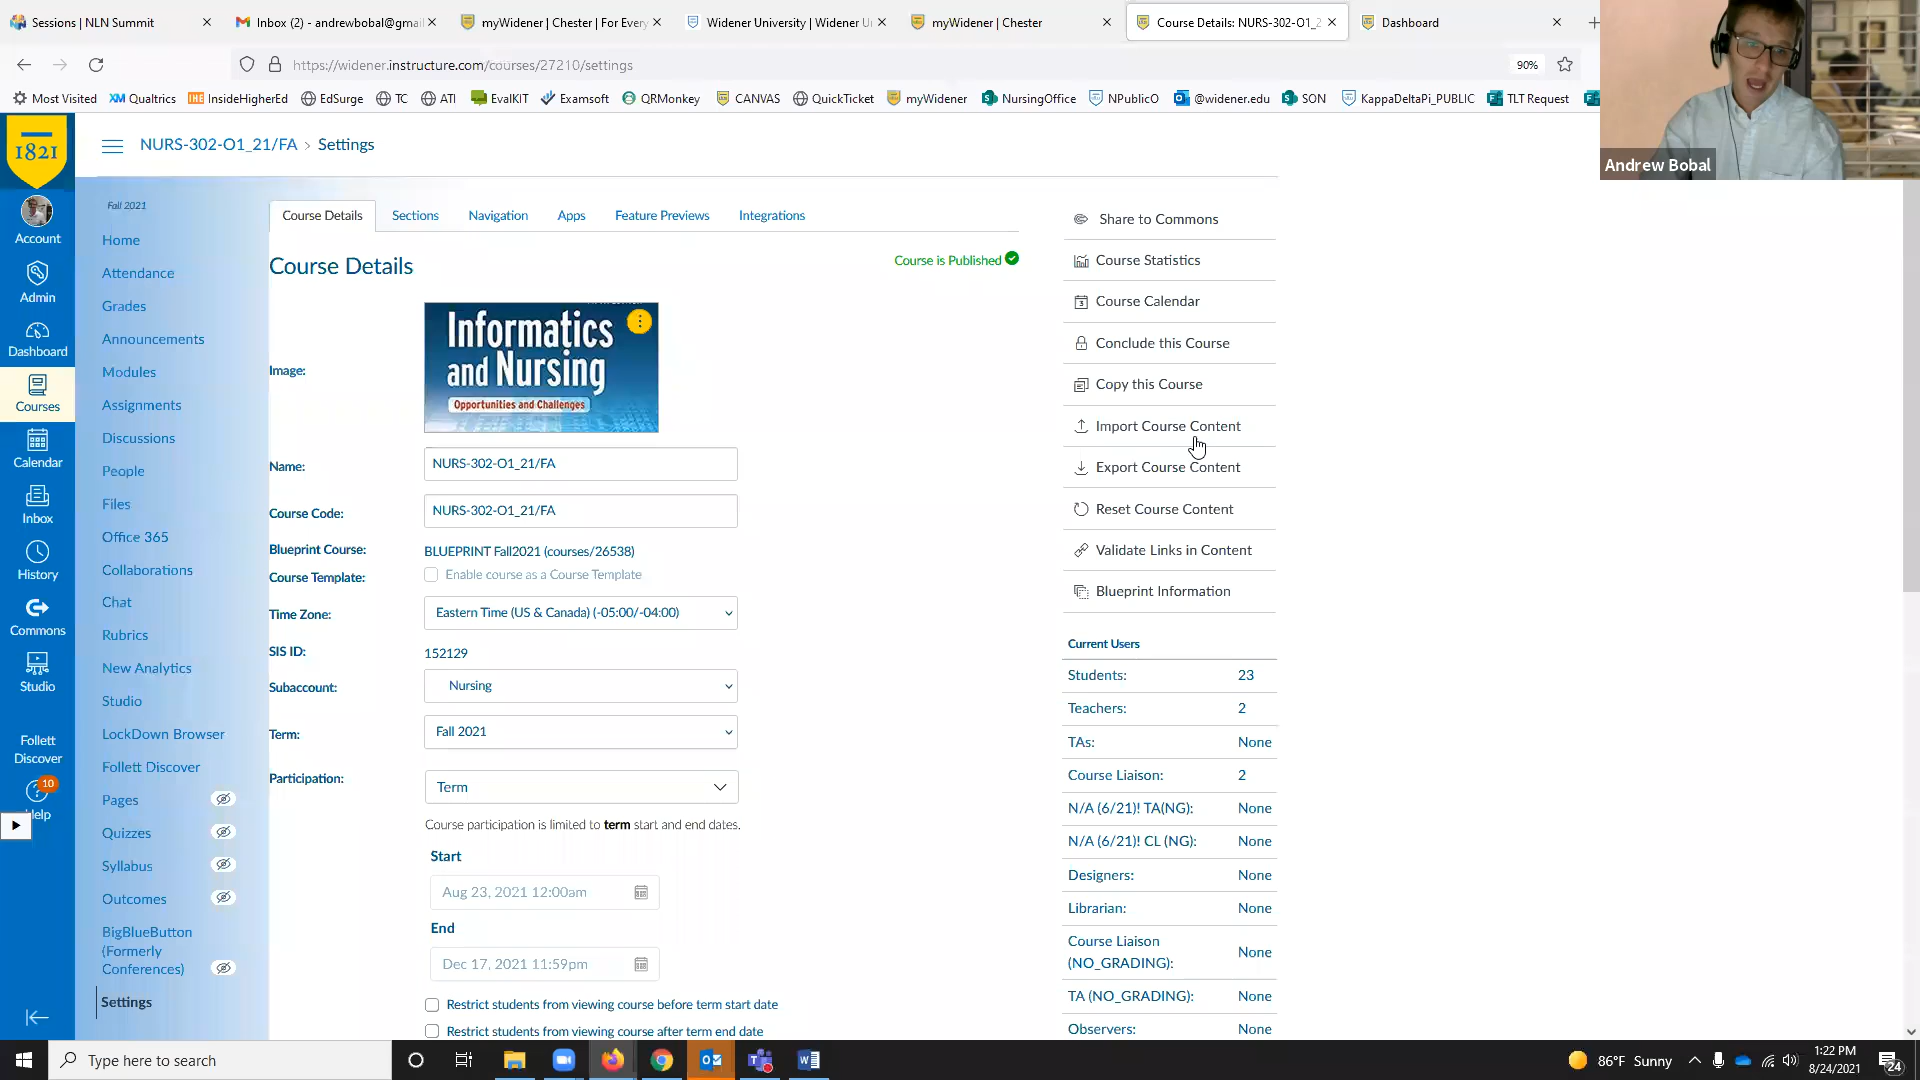 Sessions | NLN Summit
Inbox (2) - andrewbobal@gmai
myWidener | Chester | For Every
Widener University | Widener U
myWidener | Chester
Course Details: NURS-302-O1_2
Dashboard
https://widener.instructure.com/courses/27210/settings
90%
Most Visited
XM Qualtrics
IHE InsideHigherEd
EdSurge
TC
ATI
EvalKIT
Examsoft
QRMonkey
CANVAS
QuickTicket
myWidener
NursingOffice
NPublicO
@widener.edu
SON
KappaDeltaPi_PUBLIC
TLT Request
Andrew Bobal
1821
Account
Admin
Dashboard
Courses
Calendar
Inbox
History
Commons
Studio
Follett
Discover
10
Help
NURS-302-O1_21/FA > Settings
Fall 2021
Home
Attendance
Grades
Announcements
Modules
Assignments
Discussions
People
Files
Office 365
Collaborations
Chat
Rubrics
New Analytics
Studio
LockDown Browser
Follett Discover
Pages
Quizzes
Syllabus
Outcomes
BigBlueButton
(Formerly
Conferences)
Settings
Course Details
Sections
Navigation
Apps
Feature Previews
Integrations
Course Details
Course is Published
Image:
Informatics
and Nursing
Opportunities and Challenges
Name:
NURS-302-O1_21/FA
Course Code:
NURS-302-O1_21/FA
Blueprint Course:
BLUEPRINT Fall2021 (courses/26538)
Course Template:
Enable course as a Course Template
Time Zone:
Eastern Time (US & Canada) (-05:00/-04:00)
SIS ID:
152129
Subaccount:
Nursing
Term:
Fall 2021
Participation:
Term
Course participation is limited to term start and end dates.
Start
Aug 23, 2021 12:00am
End
Dec 17, 2021 11:59pm
Restrict students from viewing course before term start date
Restrict students from viewing course after term end date
Share to Commons
Course Statistics
Course Calendar
Conclude this Course
Copy this Course
Import Course Content
Export Course Content
Reset Course Content
Validate Links in Content
Blueprint Information
Current Users
Students: 23
Teachers: 2
TAs: None
Course Liaison: 2
N/A (6/21)! TA(NG): None
N/A (6/21)! CL (NG): None
Designers: None
Librarian: None
Course Liaison
(NO_GRADING): None
TA (NO_GRADING): None
Observers: None
Type here to search
86°F Sunny
1:22 PM
8/24/2021
24